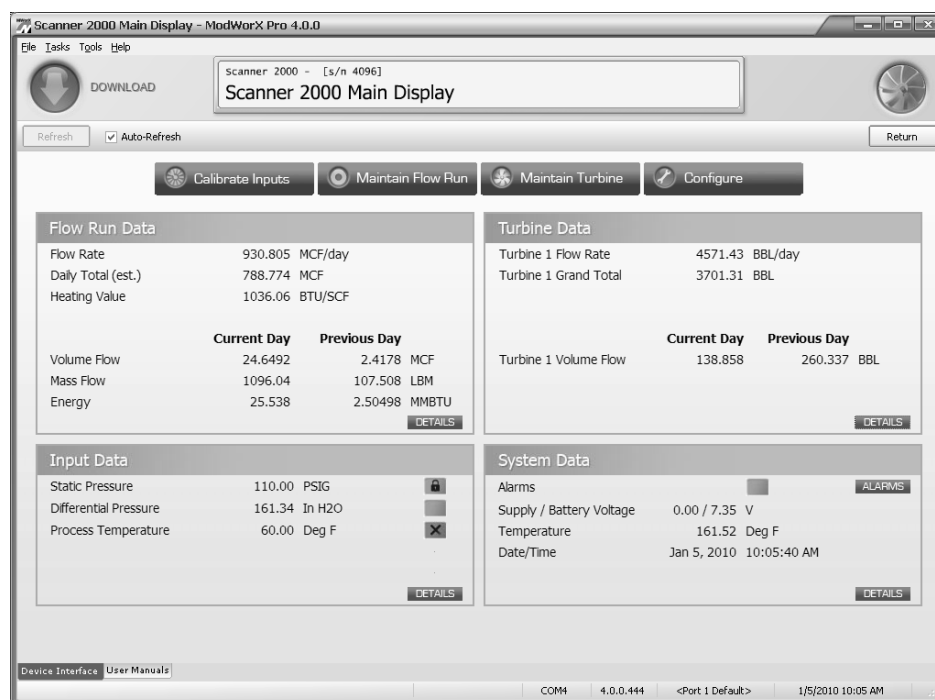 Scanner 2000 Main Display - ModWorX Pro 4.0.0
File Tasks Tools Help
DOWNLOAD
Scanner 2000 - [s/n 4096]
Scanner 2000 Main Display
Refresh Auto-Refresh Return
Calibrate Inputs Maintain Flow Run Maintain Turbine Configure
Flow Run Data
Flow Rate 930.805 MCF/day
Daily Total (est.) 788.774 MCF
Heating Value 1036.06 BTU/SCF
Current Day Previous Day
Volume Flow 24.6492 2.4178 MCF
Mass Flow 1096.04 107.508 LBM
Energy 25.538 2.50498 MMBTU
DETAILS
Turbine Data
Turbine 1 Flow Rate 4571.43 BBL/day
Turbine 1 Grand Total 3701.31 BBL
Current Day Previous Day
Turbine 1 Volume Flow 138.858 260.337 BBL
DETAILS
Input Data
Static Pressure 110.00 PSIG
Differential Pressure 161.34 In H2O
Process Temperature 60.00 Deg F
DETAILS
System Data
Alarms ALARMS
Supply / Battery Voltage 0.00 / 7.35 V
Temperature 161.52 Deg F
Date/Time Jan 5, 2010 10:05:40 AM
DETAILS
Device Interface User Manuals
COM4 4.0.0.444 <Port 1 Default> 1/5/2010 10:05 AM